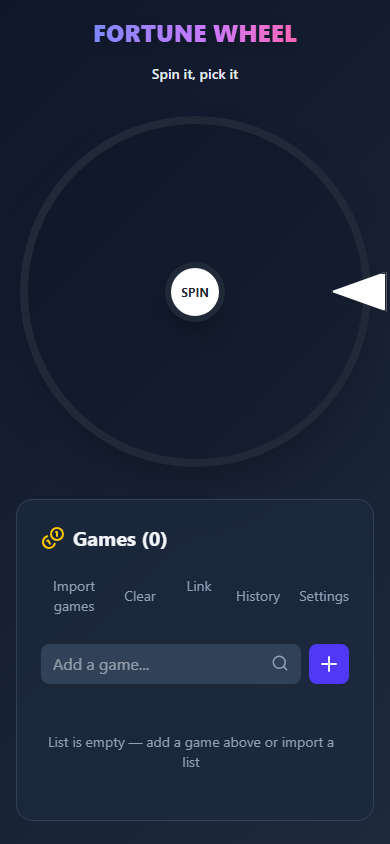 FORTUNE WHEEL
Spin it, pick it
SPIN
Games (0)
Import
games
Clear
Link
History
Settings
Add a game...
List is empty — add a game above or import a
list